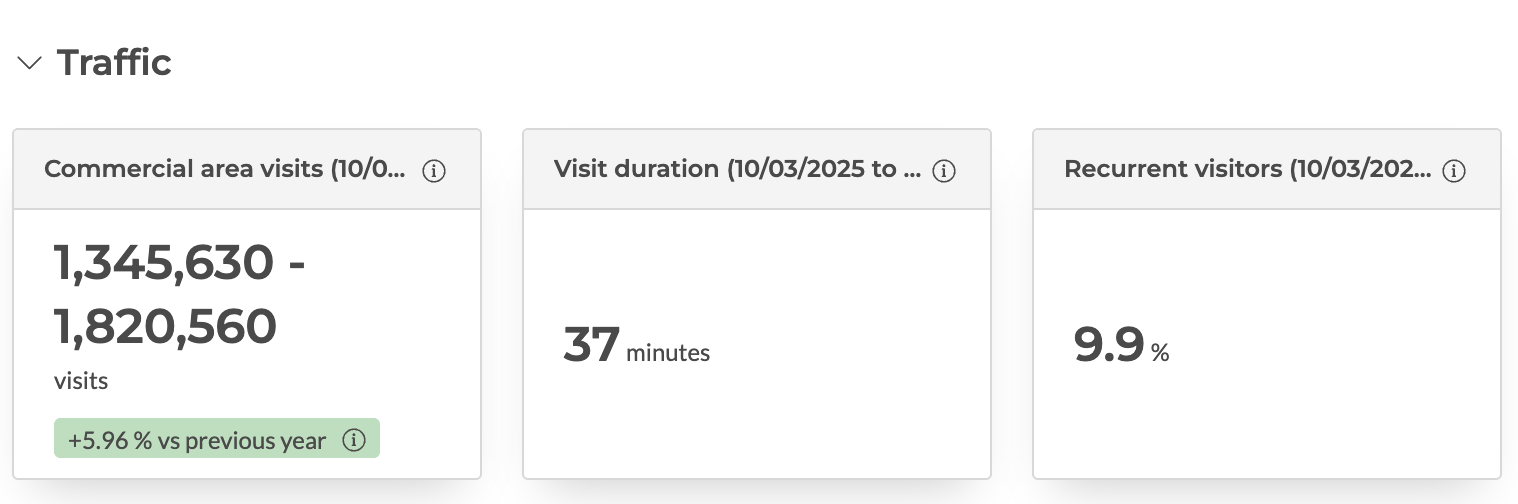 Traffic
Commercial area visits (10/0...
1,345,630 -
1,820,560
visits
+5.96 % vs previous year
Visit duration (10/03/2025 to ...
37 minutes
Recurrent visitors (10/03/202...
9.9 %